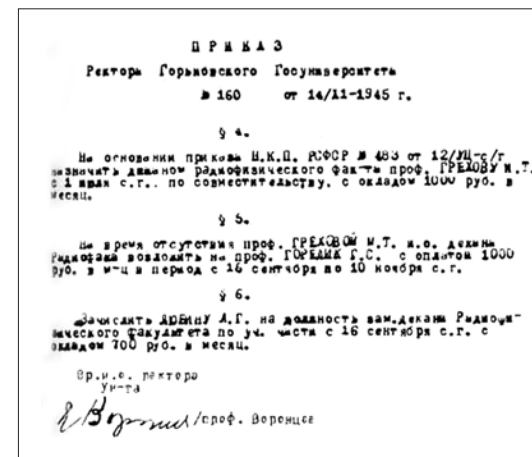 ПРИКАЗ
Ректора Горьковского Госуниверситета
№ 160 от 14/II-1945 г.
§ 4.
На основании приказа Н.К.П. РСФСР № 483 от 12/УЦ-с/г
назначить деканом радиофизического фак-та проф. ГРЕХОВУ М.Т.
с 1 июля с.г.. по совместительству, с окладом 1000 руб. в
месяц.
§ 5.
На время отсутствия проф. ГРЕХОВОЙ М.Т. и.о. декана
Радиофака возложить на проф. ГОРЕЛИК Г.С. с оплатой 1000
руб. в м-ц в период с 16 сентября по 10 ноября с.г.
§ 6.
Зачислить ЛЮБИНУ А.Г. на должность зам.декана Радиофи-
зического факультета по уч. части с 16 сентября с.г. с
окладом 700 руб. в месяц.
Вр.и.о. ректора
Ун-та
/проф. Воронцов